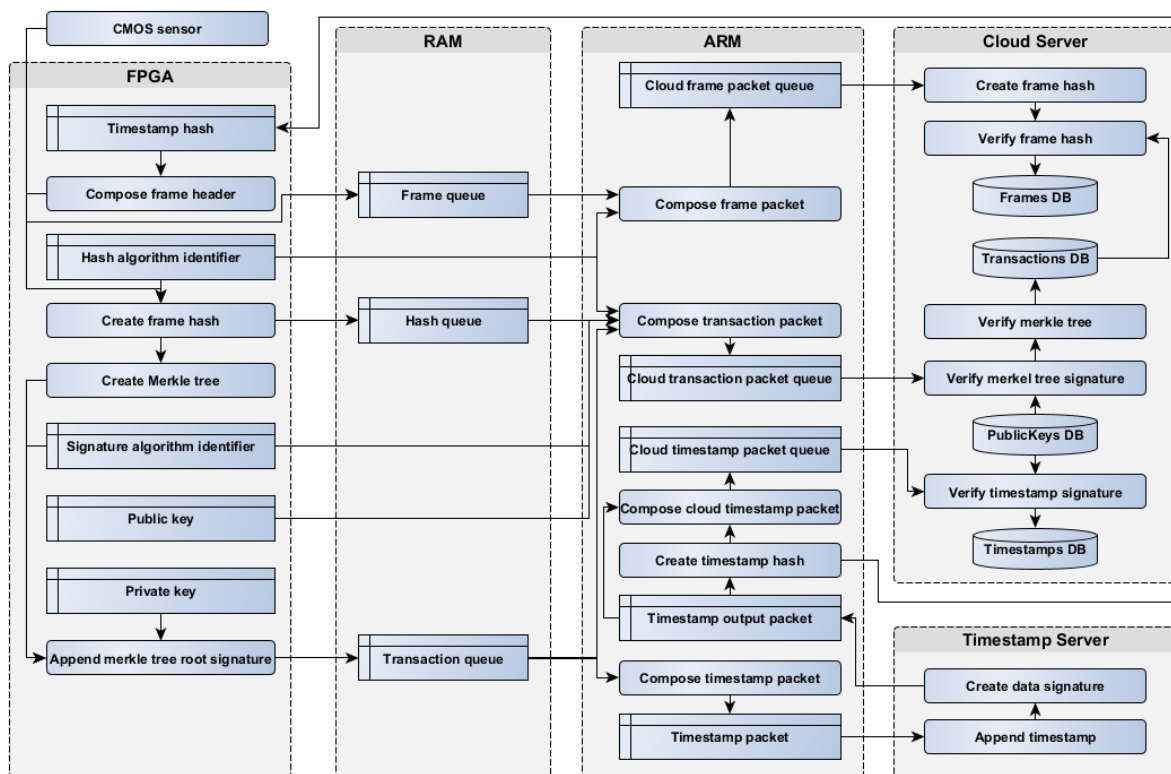 CMOS sensor
FPGA
Timestamp hash
Compose frame header
Hash algorithm identifier
Create frame hash
Create Merkle tree
Signature algorithm identifier
Public key
Private key
Append merkle tree root signature
RAM
Frame queue
Hash queue
Transaction queue
ARM
Cloud frame packet queue
Compose frame packet
Compose transaction packet
Cloud transaction packet queue
Cloud timestamp packet queue
Compose cloud timestamp packet
Create timestamp hash
Timestamp output packet
Compose timestamp packet
Timestamp packet
Cloud Server
Create frame hash
Verify frame hash
Frames DB
Transactions DB
Verify merkle tree
Verify merkel tree signature
PublicKeys DB
Verify timestamp signature
Timestamps DB
Timestamp Server
Create data signature
Append timestamp